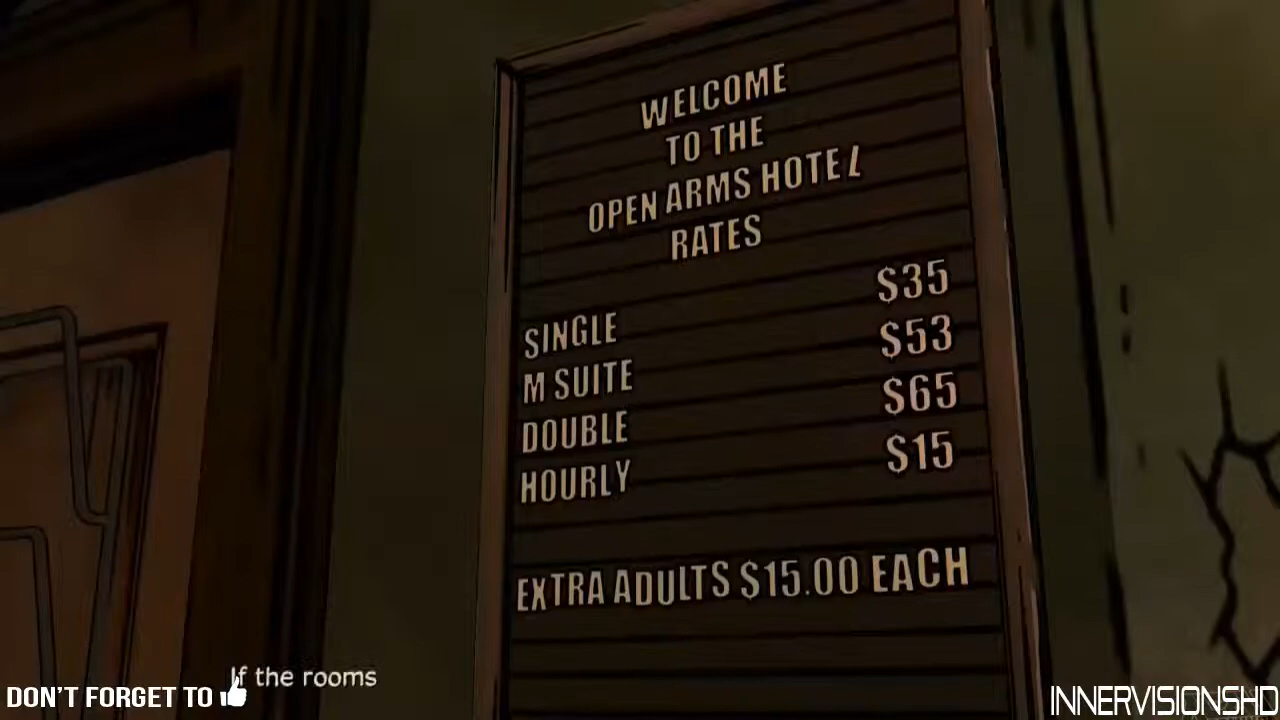 WELCOME
TO THE
OPEN ARMS HOTEL
RATES
SINGLE $35
M SUITE $53
DOUBLE $65
HOURLY $15
EXTRA ADULTS $15.00 EACH
If the rooms
DON'T FORGET TO
INNERVISIONSHD